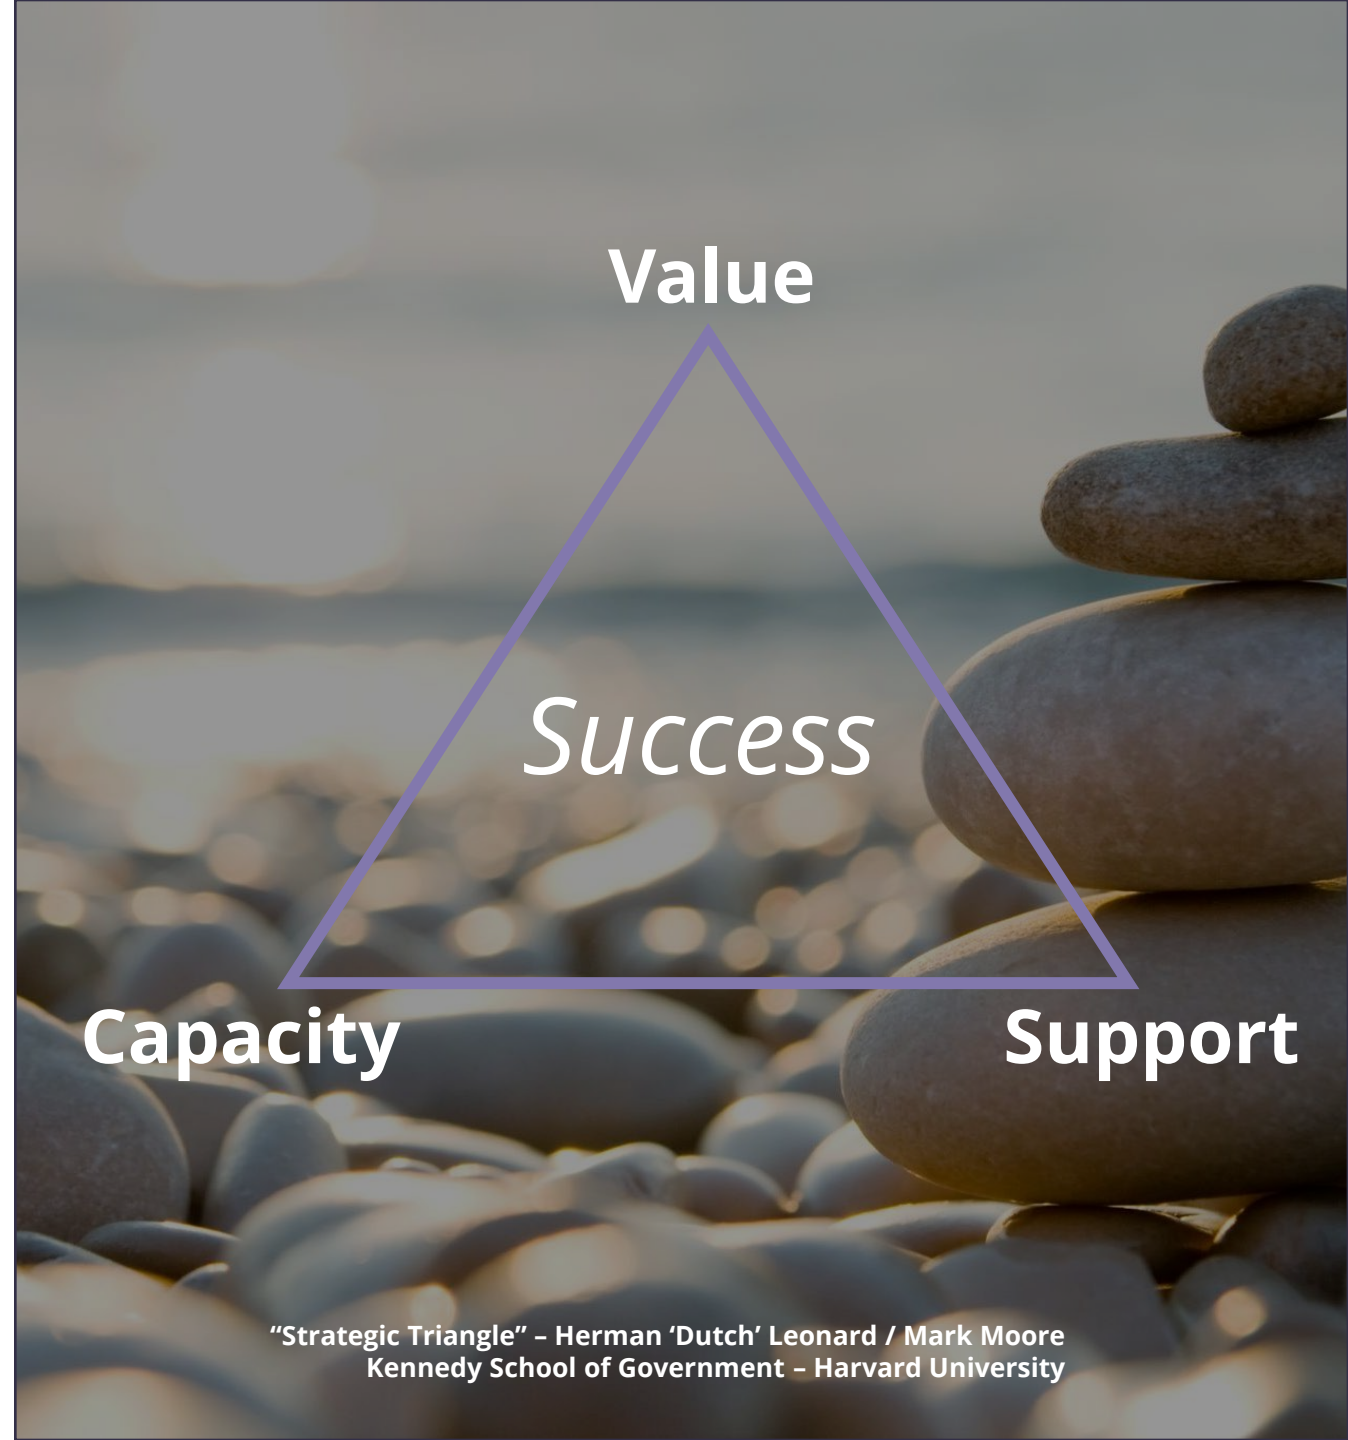 Value
Success
Capacity
Support
“Strategic Triangle” – Herman ‘Dutch’ Leonard / Mark Moore
Kennedy School of Government – Harvard University